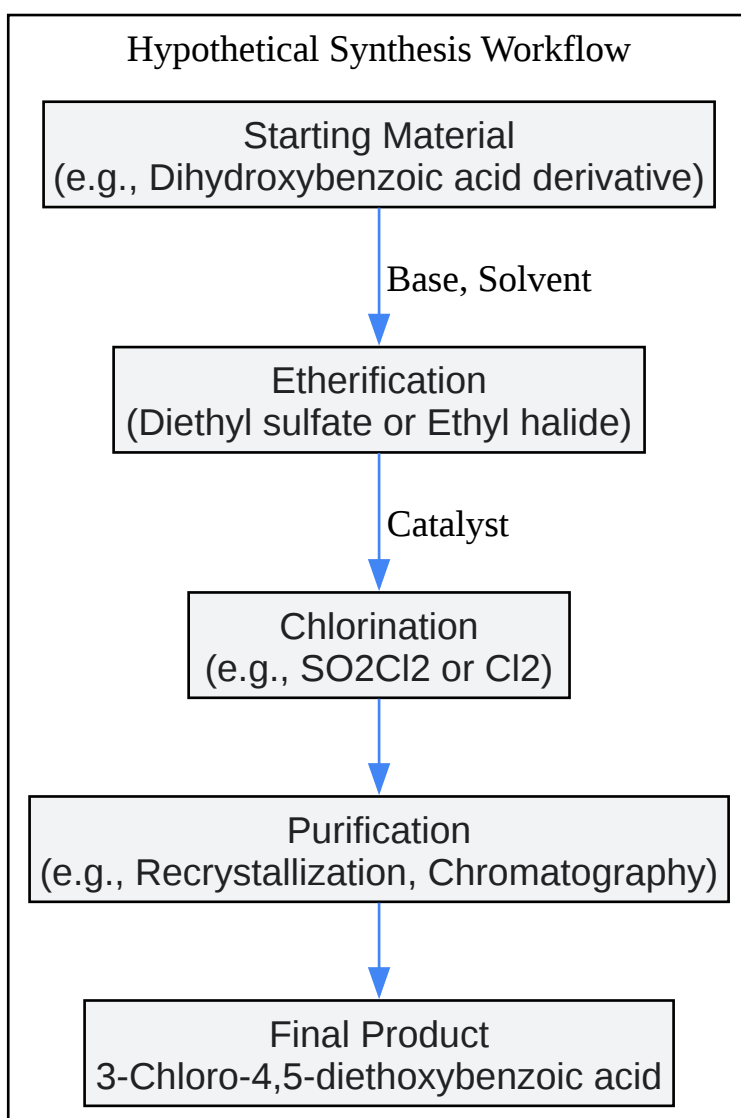 Hypothetical Synthesis Workflow
Starting Material
(e.g., Dihydroxybenzoic acid derivative)
Base, Solvent
Etherification
(Diethyl sulfate or Ethyl halide)
Catalyst
Chlorination
(e.g., SO2Cl2 or Cl2)
Purification
(e.g., Recrystallization, Chromatography)
Final Product
3-Chloro-4,5-diethoxybenzoic acid